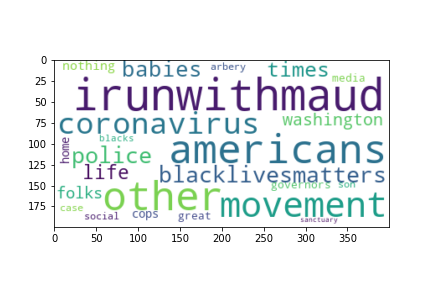 0
nothing babies arbery times media
25
irunwithmaud
50
75
coronavirus washington
blacks
100
home police americans
125
life blacklivesmatters
150
folks other governors son
175
case social cops great movement
sanctuary
0 50 100 150 200 250 300 350